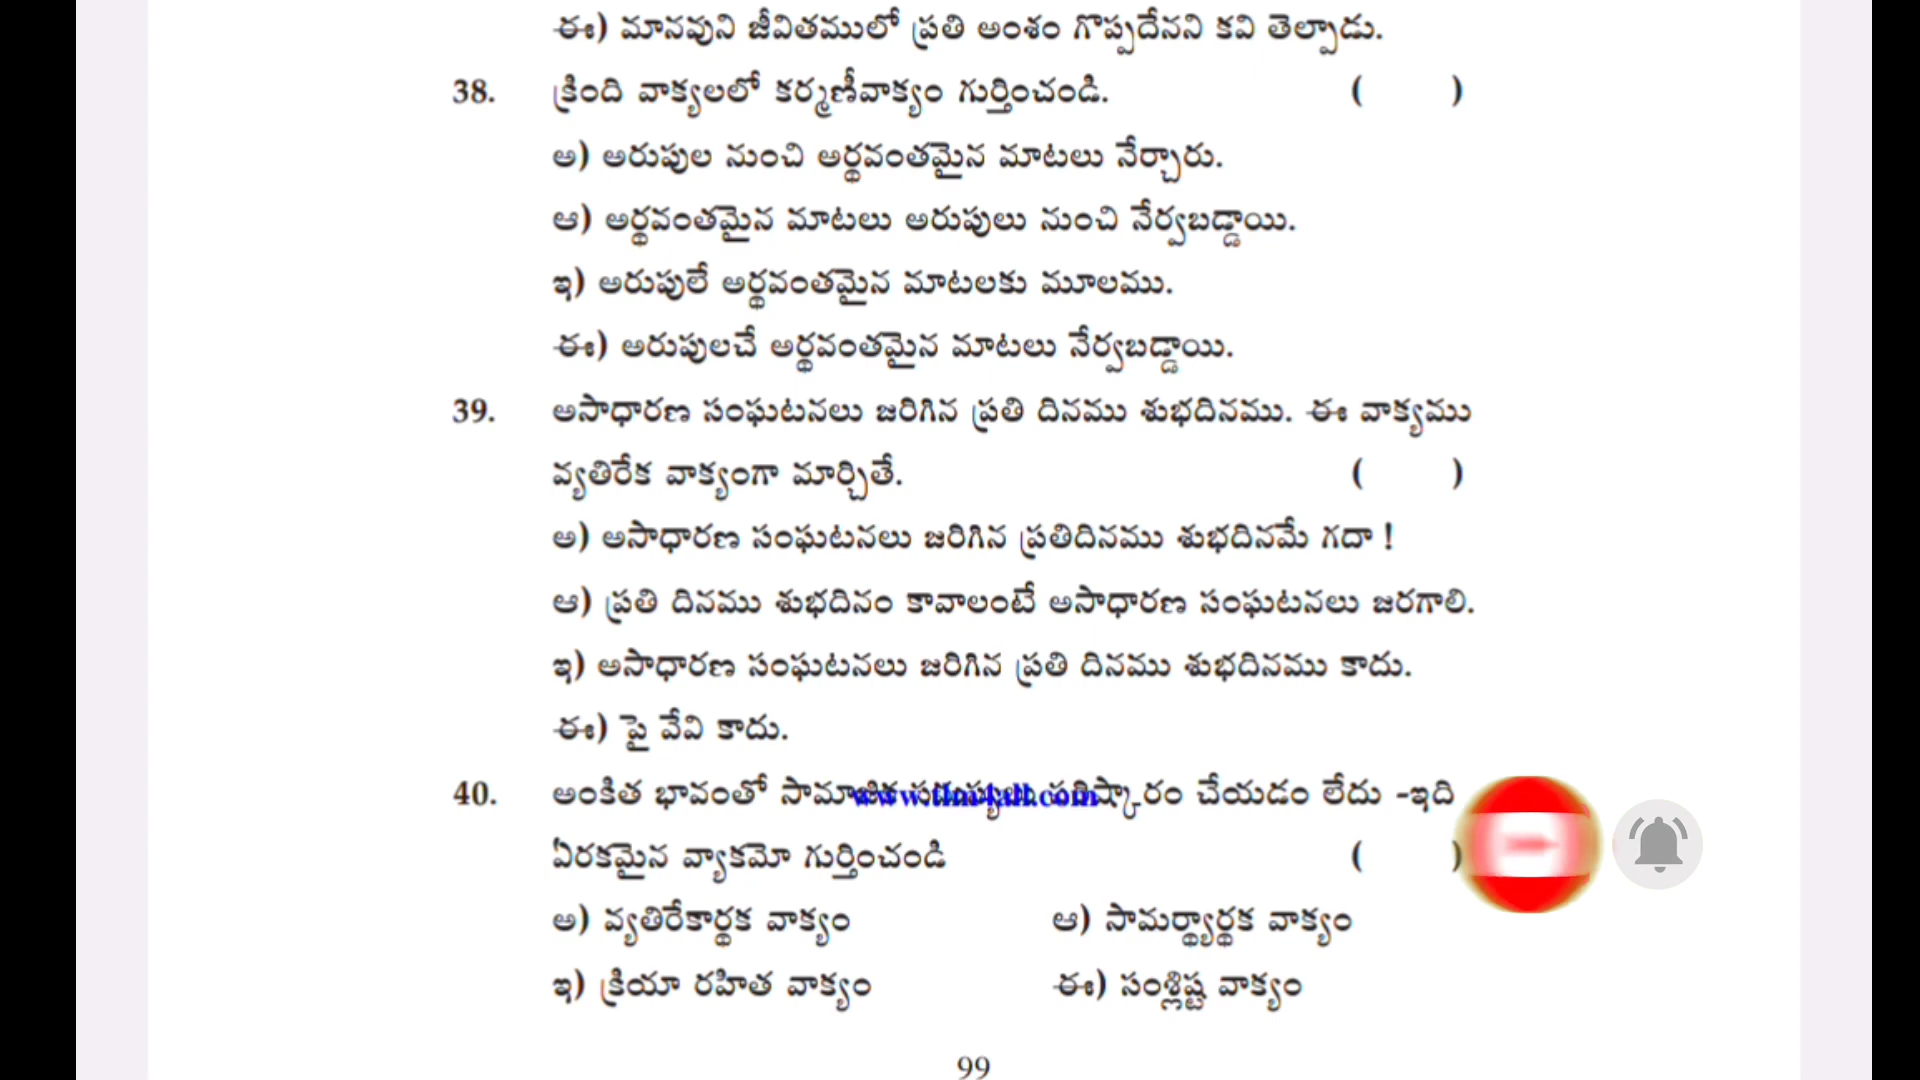 ఈ) మానవుని జీవితములో ప్రతి అంశం గొప్పదేనని కవి తెల్పాడు.
38. క్రింది వాక్యలలో కర్మణీవాక్యం గుర్తించండి. ( )
అ) అరుపుల నుంచి అర్థవంతమైన మాటలు నేర్చారు.
ఆ) అర్థవంతమైన మాటలు అరుపులు నుంచి నేర్వబడ్డాయి.
ఇ) అరుపులే అర్థవంతమైన మాటలకు మూలము.
ఈ) అరుపులచే అర్థవంతమైన మాటలు నేర్వబడ్డాయి.
39. అసాధారణ సంఘటనలు జరిగిన ప్రతి దినము శుభదినము. ఈ వాక్యము
వ్యతిరేక వాక్యంగా మార్చితే. ( )
అ) అసాధారణ సంఘటనలు జరిగిన ప్రతిదినము శుభదినమే గదా !
ఆ) ప్రతి దినము శుభదినం కావాలంటే అసాధారణ సంఘటనలు జరగాలి.
ఇ) అసాధారణ సంఘటనలు జరిగిన ప్రతి దినము శుభదినము కాదు.
ఈ) పై వేవి కాదు.
40. అంకిత భావంతో చేయడం లేదు -ఇది
ఏరకమైన వ్యాకమో గుర్తించండి ( )
అ) వ్యతిరేకార్థక వాక్యం ఆ) సామర్థ్యార్థక వాక్యం
ఇ) క్రియా రహిత వాక్యం ఈ) సంశ్లిష్ట వాక్యం
99